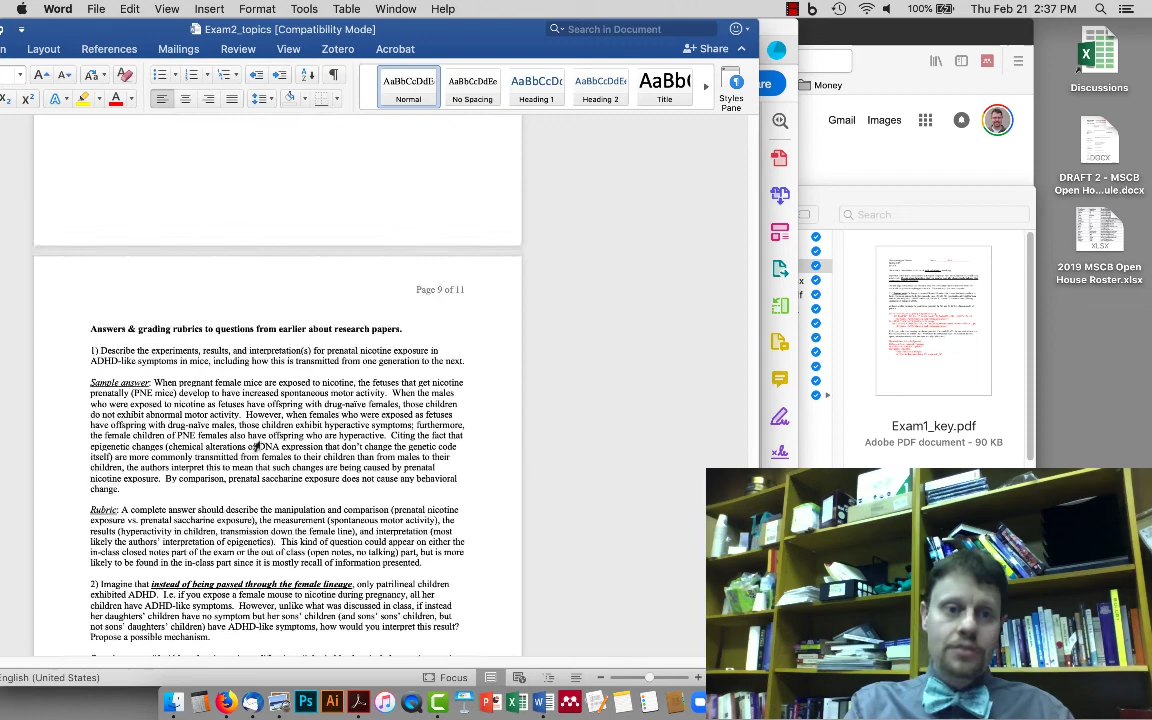 Word File Edit View Insert Format Tools Table Window Help
100% Thu Feb 21 2:37 PM
Exam2_topics [Compatibility Mode]
Search in Document
Layout References Mailings Review View Zotero Acrobat
Share
AaBbCcDdEe AaBbCcDdEe AaBbCcDc AaBbCcDdEe AaBb(
Normal No Spacing Heading 1 Heading 2 Title
Styles
Pane
Money
Gmail Images
Discussions
DRAFT 2 - MSCB
Open Ho...ule.docx
2019 MSCB Open
House Roster.xlsx
Search...
Exam1_key.pdf
Adobe PDF document - 90 KB
Page 9 of 11
Answers & grading rubrics to questions from earlier about research papers.
1) Describe the experiments, results, and interpretation(s) for prenatal nicotine exposure in
ADHD-like symptoms in mice, including how this is transmitted from one generation to the next.
Sample answer: When pregnant female mice are exposed to nicotine, the fetuses that get nicotine
prenatally (PNE mice) develop to have increased spontaneous motor activity. When the males
who were exposed to nicotine as fetuses have offspring with drug-naïve females, those children
do not exhibit abnormal motor activity. However, when females who were exposed as fetuses
have offspring with drug-naïve males, those children exhibit hyperactive symptoms; furthermore,
the female children of PNE females also have offspring who are hyperactive. Citing the fact that
epigenetic changes (chemical alterations of DNA expression that don't change the genetic code
itself) are more commonly transmitted from females to their children than from males to their
children, the authors interpret this to mean that such changes are being caused by prenatal
nicotine exposure. By comparison, prenatal saccharine exposure does not cause any behavioral
change.
Rubric: A complete answer should describe the manipulation and comparison (prenatal nicotine
exposure vs. prenatal saccharine exposure), the measurement (spontaneous motor activity), the
results (hyperactivity in children, transmission down the female line), and interpretation (most
likely the authors' interpretation of epigenetics). This kind of question could appear on either the
in-class closed notes part of the exam or the out of class (open notes, no talking) part, but is more
likely to be found in the in-class part since it is mostly recall of information presented.
2) Imagine that instead of being passed through the female lineage, only patrilineal children
exhibited ADHD. I.e. if you expose a female mouse to nicotine during pregnancy, all her
children have ADHD-like symptoms. However, unlike what was discussed in class, if instead
her daughters' children have no symptom but her sons' children (and sons' sons' children, but
not sons' daughters' children) have ADHD-like symptoms, how would you interpret this result?
Propose a possible mechanism.
English (United States)
Focus